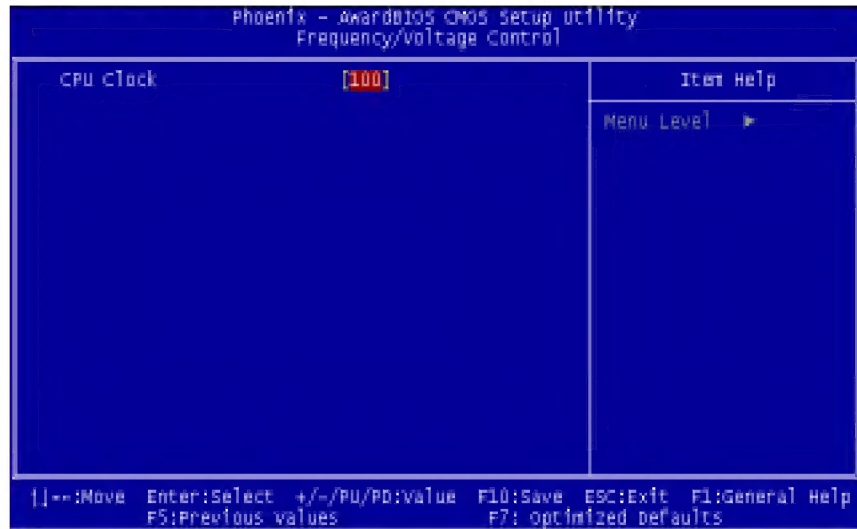 Phoenix - AwardBIOS CMOS Setup Utility
Frequency/Voltage Control
CPU Clock [100]
Item Help
Menu Level ►
↑↓→←:Move Enter:Select +/-/PU/PD:Value F10:Save ESC:Exit F1:General Help
F5:Previous Values F7: Optimized Defaults